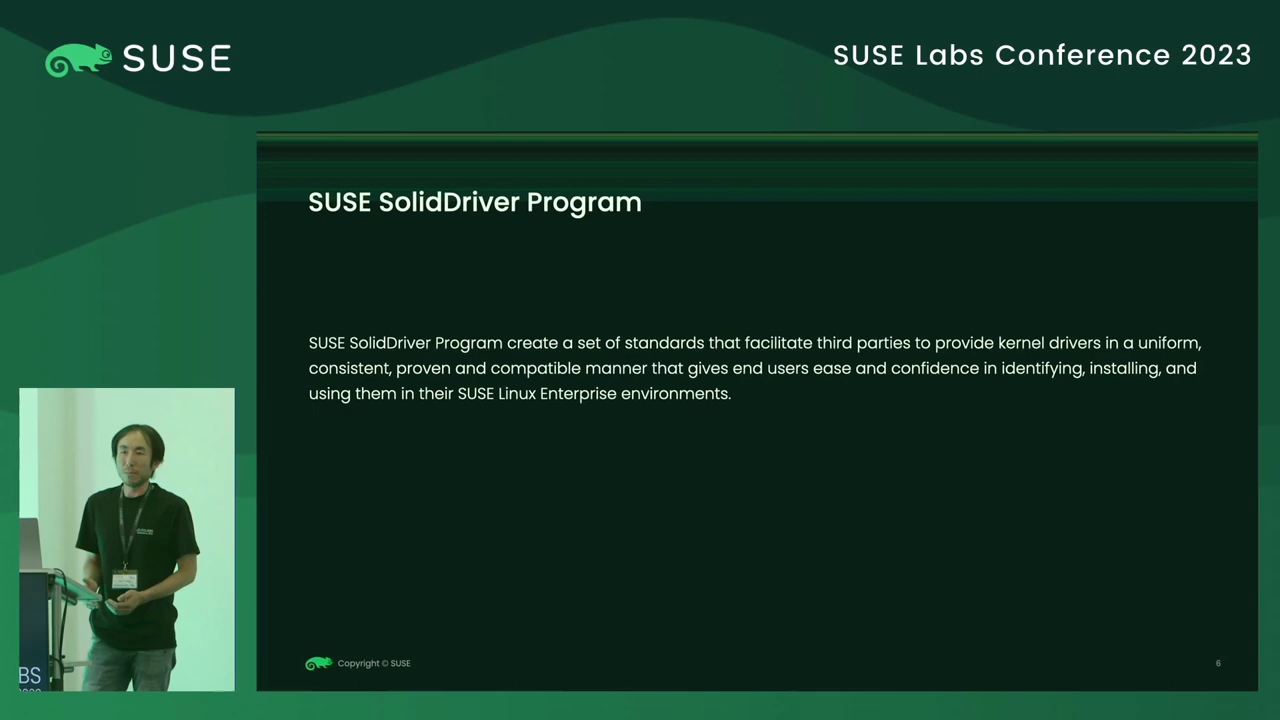 SUSE
SUSE Labs Conference 2023
SUSE SolidDriver Program
SUSE SolidDriver Program create a set of standards that facilitate third parties to provide kernel drivers in a uniform,
consistent, proven and compatible manner that gives end users ease and confidence in identifying, installing, and
using them in their SUSE Linux Enterprise environments.
Copyright © SUSE
6
BS